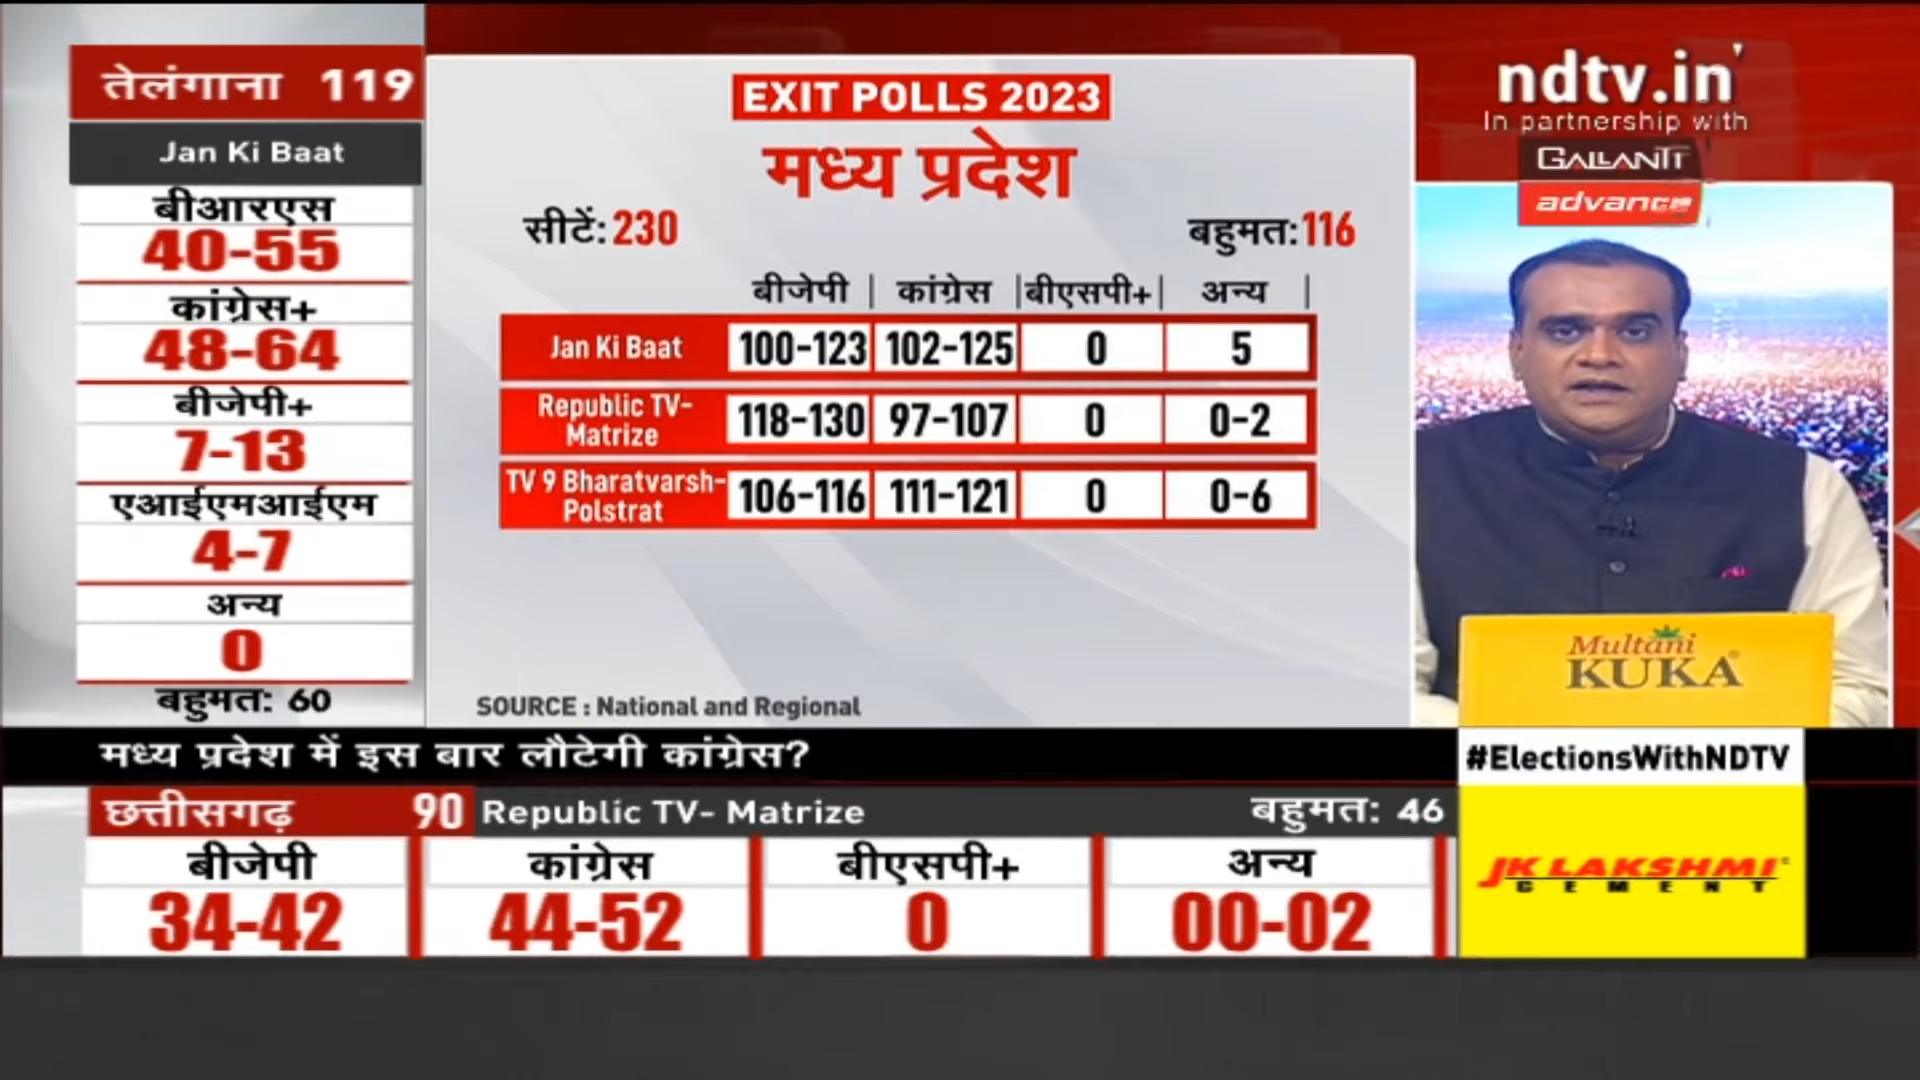 तेलंगाना 119
Jan Ki Baat
बीआरएस
40-55
कांग्रेस+
48-64
बीजेपी+
7-13
एआईएमआईएम
4-7
अन्य
0
बहुमत: 60
EXIT POLLS 2023
मध्य प्रदेश
सीटें:230 बहुमत:116
बीजेपी | कांग्रेस |बीएसपी+| अन्य |
Jan Ki Baat 100-123 102-125 0 5
Republic TV-
Matrize 118-130 97-107 0 0-2
TV 9 Bharatvarsh-
Polstrat 106-116 111-121 0 0-6
SOURCE : National and Regional
ndtv.in
In partnership with
GALLANTT
advance
Multani
KUKA
मध्य प्रदेश में इस बार लौटेगी कांग्रेस?
#ElectionsWithNDTV
छत्तीसगढ़ 90 Republic TV- Matrize बहुमत: 46
बीजेपी कांग्रेस बीएसपी+ अन्य
34-42 44-52 0 00-02
JK LAKSHMI
CEMENT